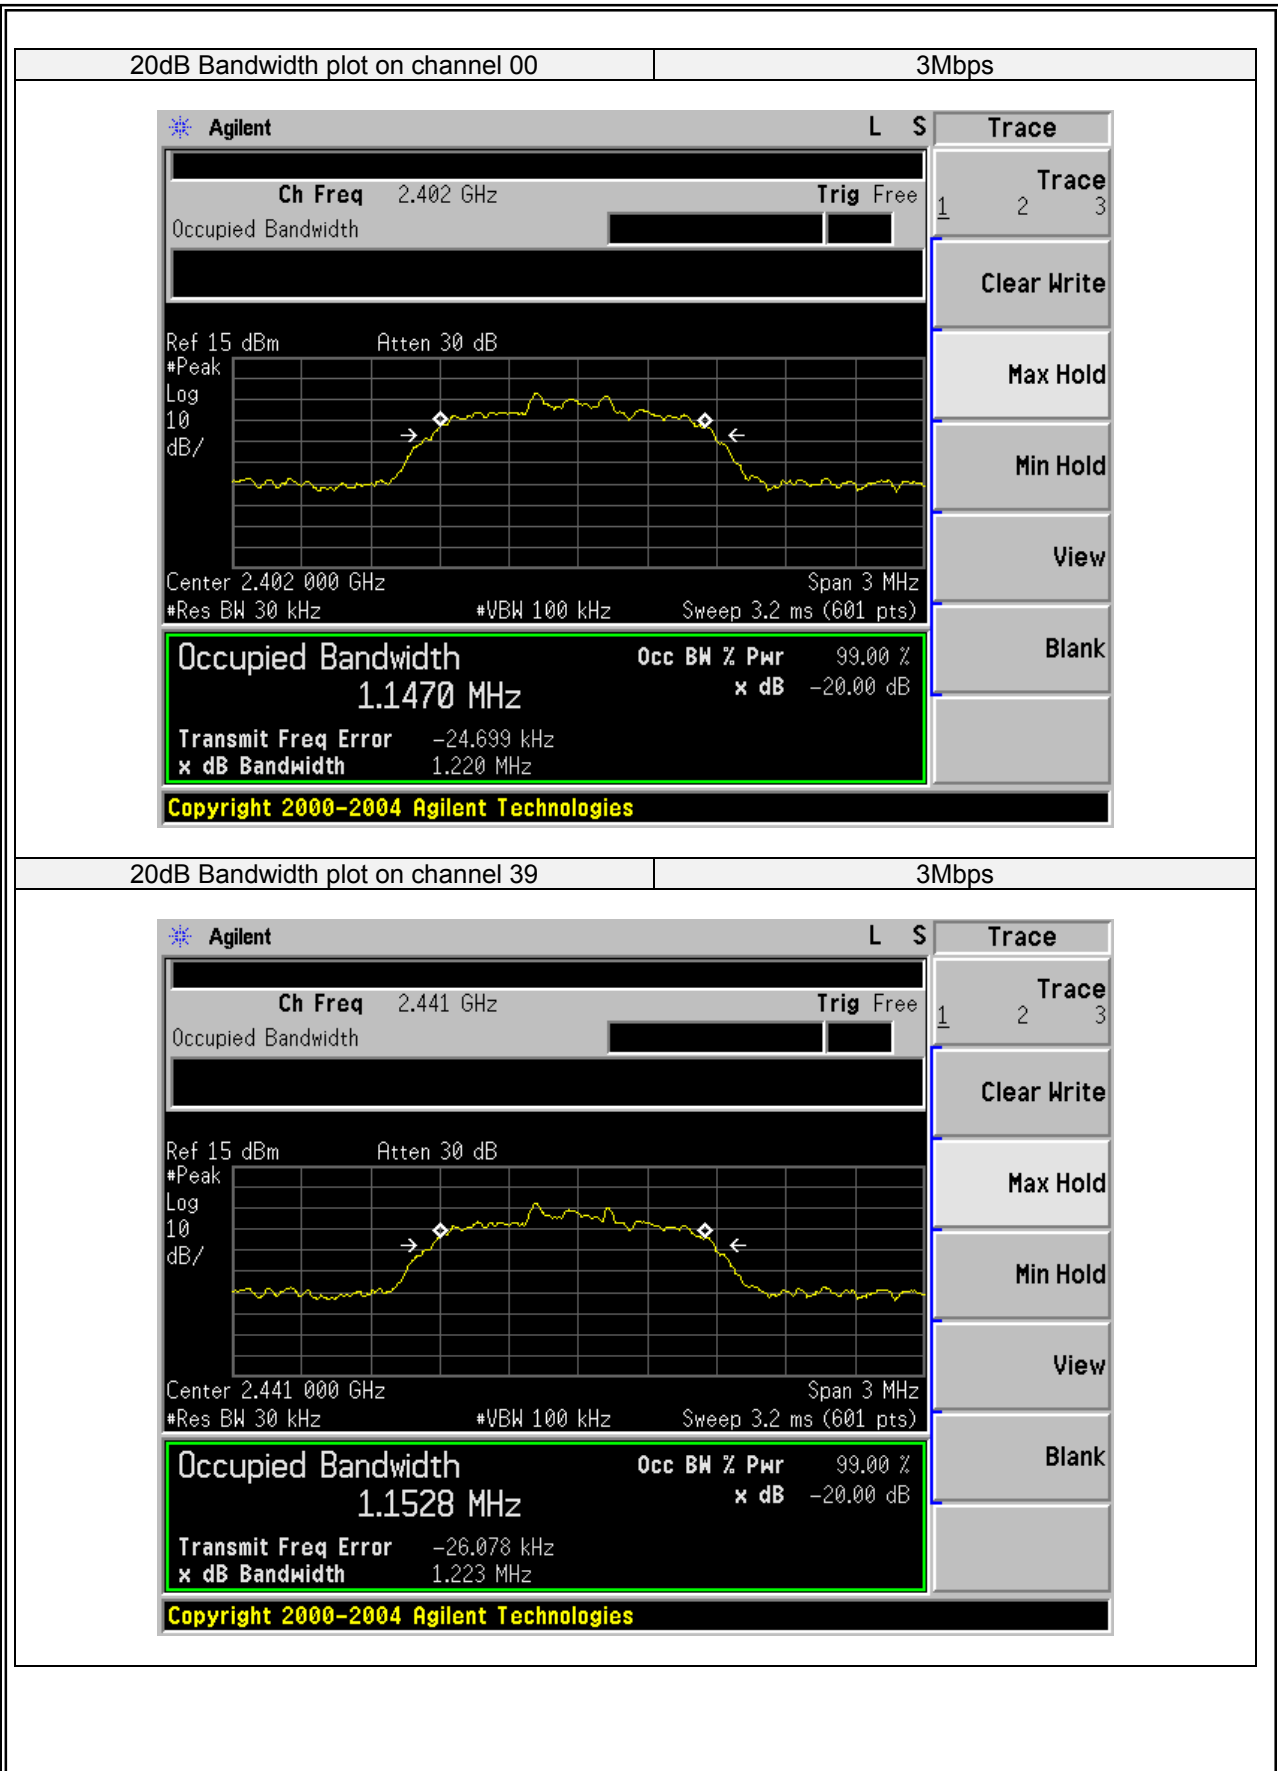 20dB Bandwidth plot on channel 00 3Mbps
Agilent L S Trace
Ch Freq 2.402 GHz Trig Free
Occupied Bandwidth
Trace
1 2 3
Clear Write
Max Hold
Min Hold
View
Blank
Ref 15 dBm Atten 30 dB
#Peak
Log
10
dB/
Center 2.402 000 GHz Span 3 MHz
#Res BW 30 kHz #VBW 100 kHz Sweep 3.2 ms (601 pts)
Occupied Bandwidth Occ BW % Pwr 99.00 %
1.1470 MHz x dB -20.00 dB
Transmit Freq Error -24.699 kHz
x dB Bandwidth 1.220 MHz
Copyright 2000-2004 Agilent Technologies
20dB Bandwidth plot on channel 39 3Mbps
Agilent L S Trace
Ch Freq 2.441 GHz Trig Free
Occupied Bandwidth
Trace
1 2 3
Clear Write
Max Hold
Min Hold
View
Blank
Ref 15 dBm Atten 30 dB
#Peak
Log
10
dB/
Center 2.441 000 GHz Span 3 MHz
#Res BW 30 kHz #VBW 100 kHz Sweep 3.2 ms (601 pts)
Occupied Bandwidth Occ BW % Pwr 99.00 %
1.1528 MHz x dB -20.00 dB
Transmit Freq Error -26.078 kHz
x dB Bandwidth 1.223 MHz
Copyright 2000-2004 Agilent Technologies